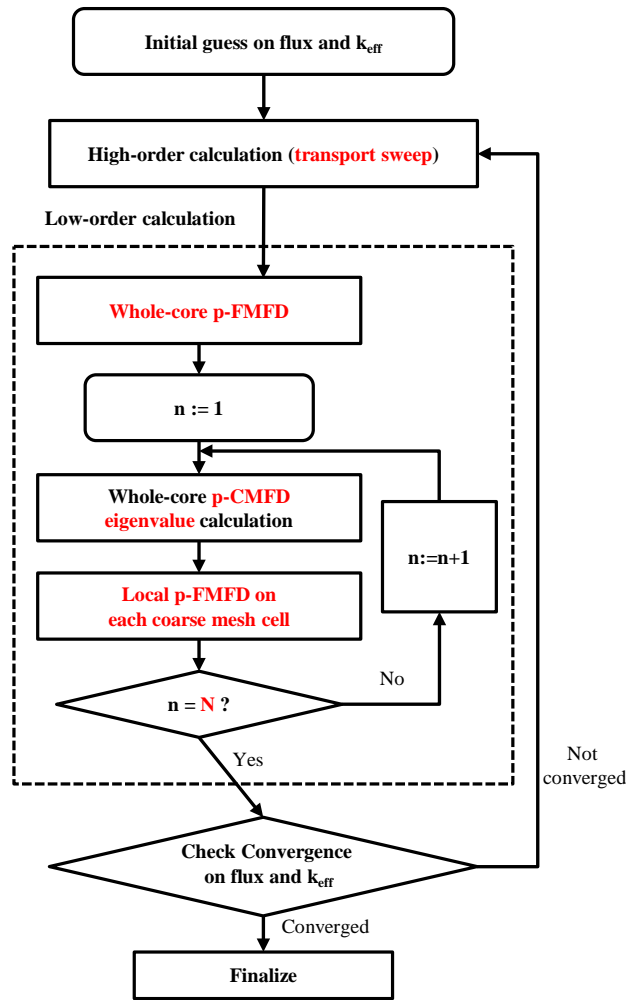 Initial guess on flux and k_eff
High-order calculation (transport sweep)
Low-order calculation
Whole-core p-FMFD
n := 1
Whole-core p-CMFD
eigenvalue calculation
n:=n+1
Local p-FMFD on
each coarse mesh cell
No
n = N ?
Yes
Not
converged
Check Convergence
on flux and k_eff
Converged
Finalize